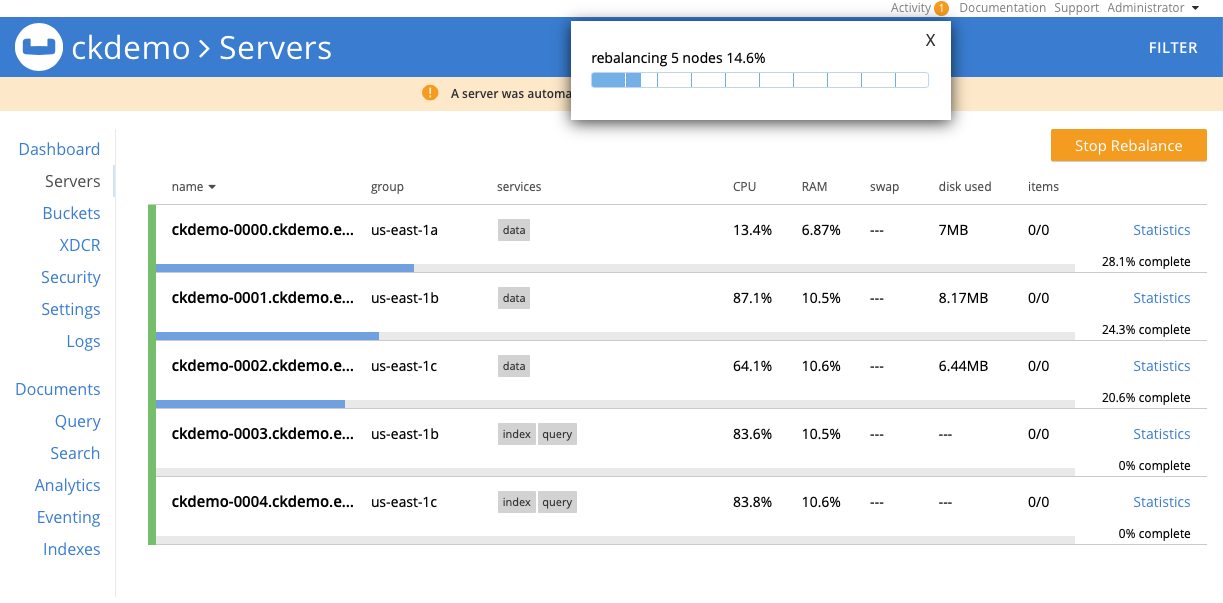 Activity 1 Documentation Support Administrator
ckdemo > Servers
FILTER
X
rebalancing 5 nodes 14.6%
! A server was automa
Stop Rebalance
Dashboard
Servers
Buckets
XDCR
Security
Settings
Logs
Documents
Query
Search
Analytics
Eventing
Indexes
name group services CPU RAM swap disk used items
ckdemo-0000.ckdemo.e... us-east-1a data 13.4% 6.87% --- 7MB 0/0 Statistics
28.1% complete
ckdemo-0001.ckdemo.e... us-east-1b data 87.1% 10.5% --- 8.17MB 0/0 Statistics
24.3% complete
ckdemo-0002.ckdemo.e... us-east-1c data 64.1% 10.6% --- 6.44MB 0/0 Statistics
20.6% complete
ckdemo-0003.ckdemo.e... us-east-1b index query 83.6% 10.5% --- --- 0/0 Statistics
0% complete
ckdemo-0004.ckdemo.e... us-east-1c index query 83.8% 10.6% --- --- 0/0 Statistics
0% complete